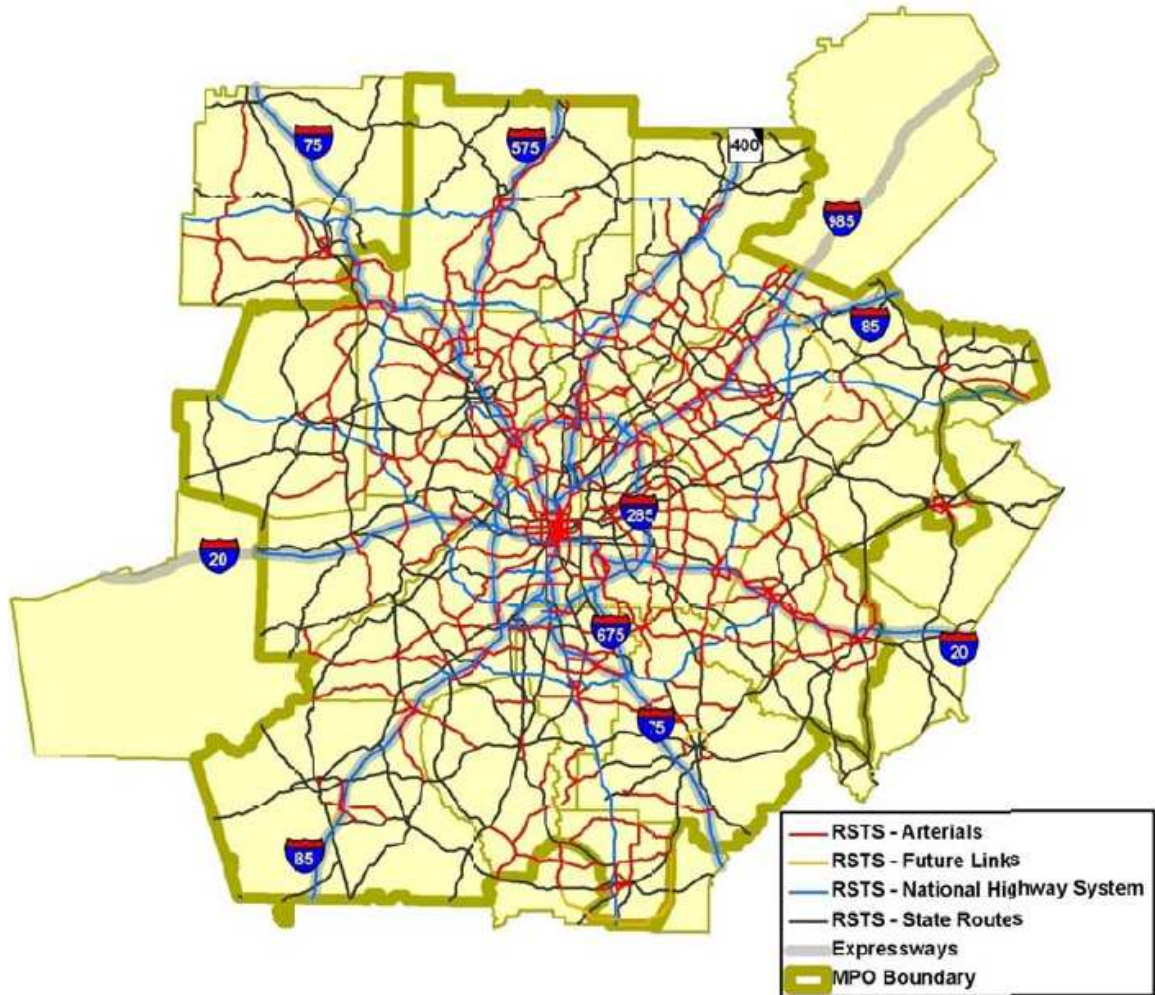 75
575
400
985
85
285
20
675
20
75
85
RSTS - Arterials
RSTS - Future Links
RSTS - National Highway System
RSTS - State Routes
Expressways
MPO Boundary